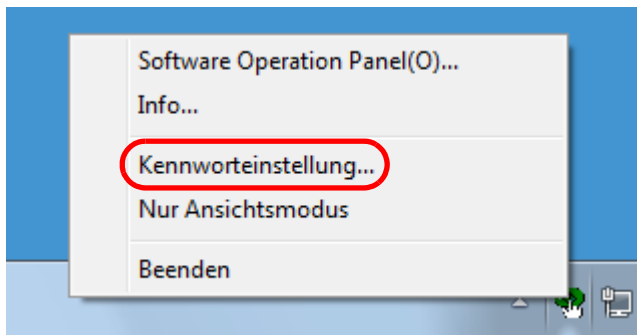 Software Operation Panel(O)...
Info...
Kennworteinstellung...
Nur Ansichtsmodus
Beenden